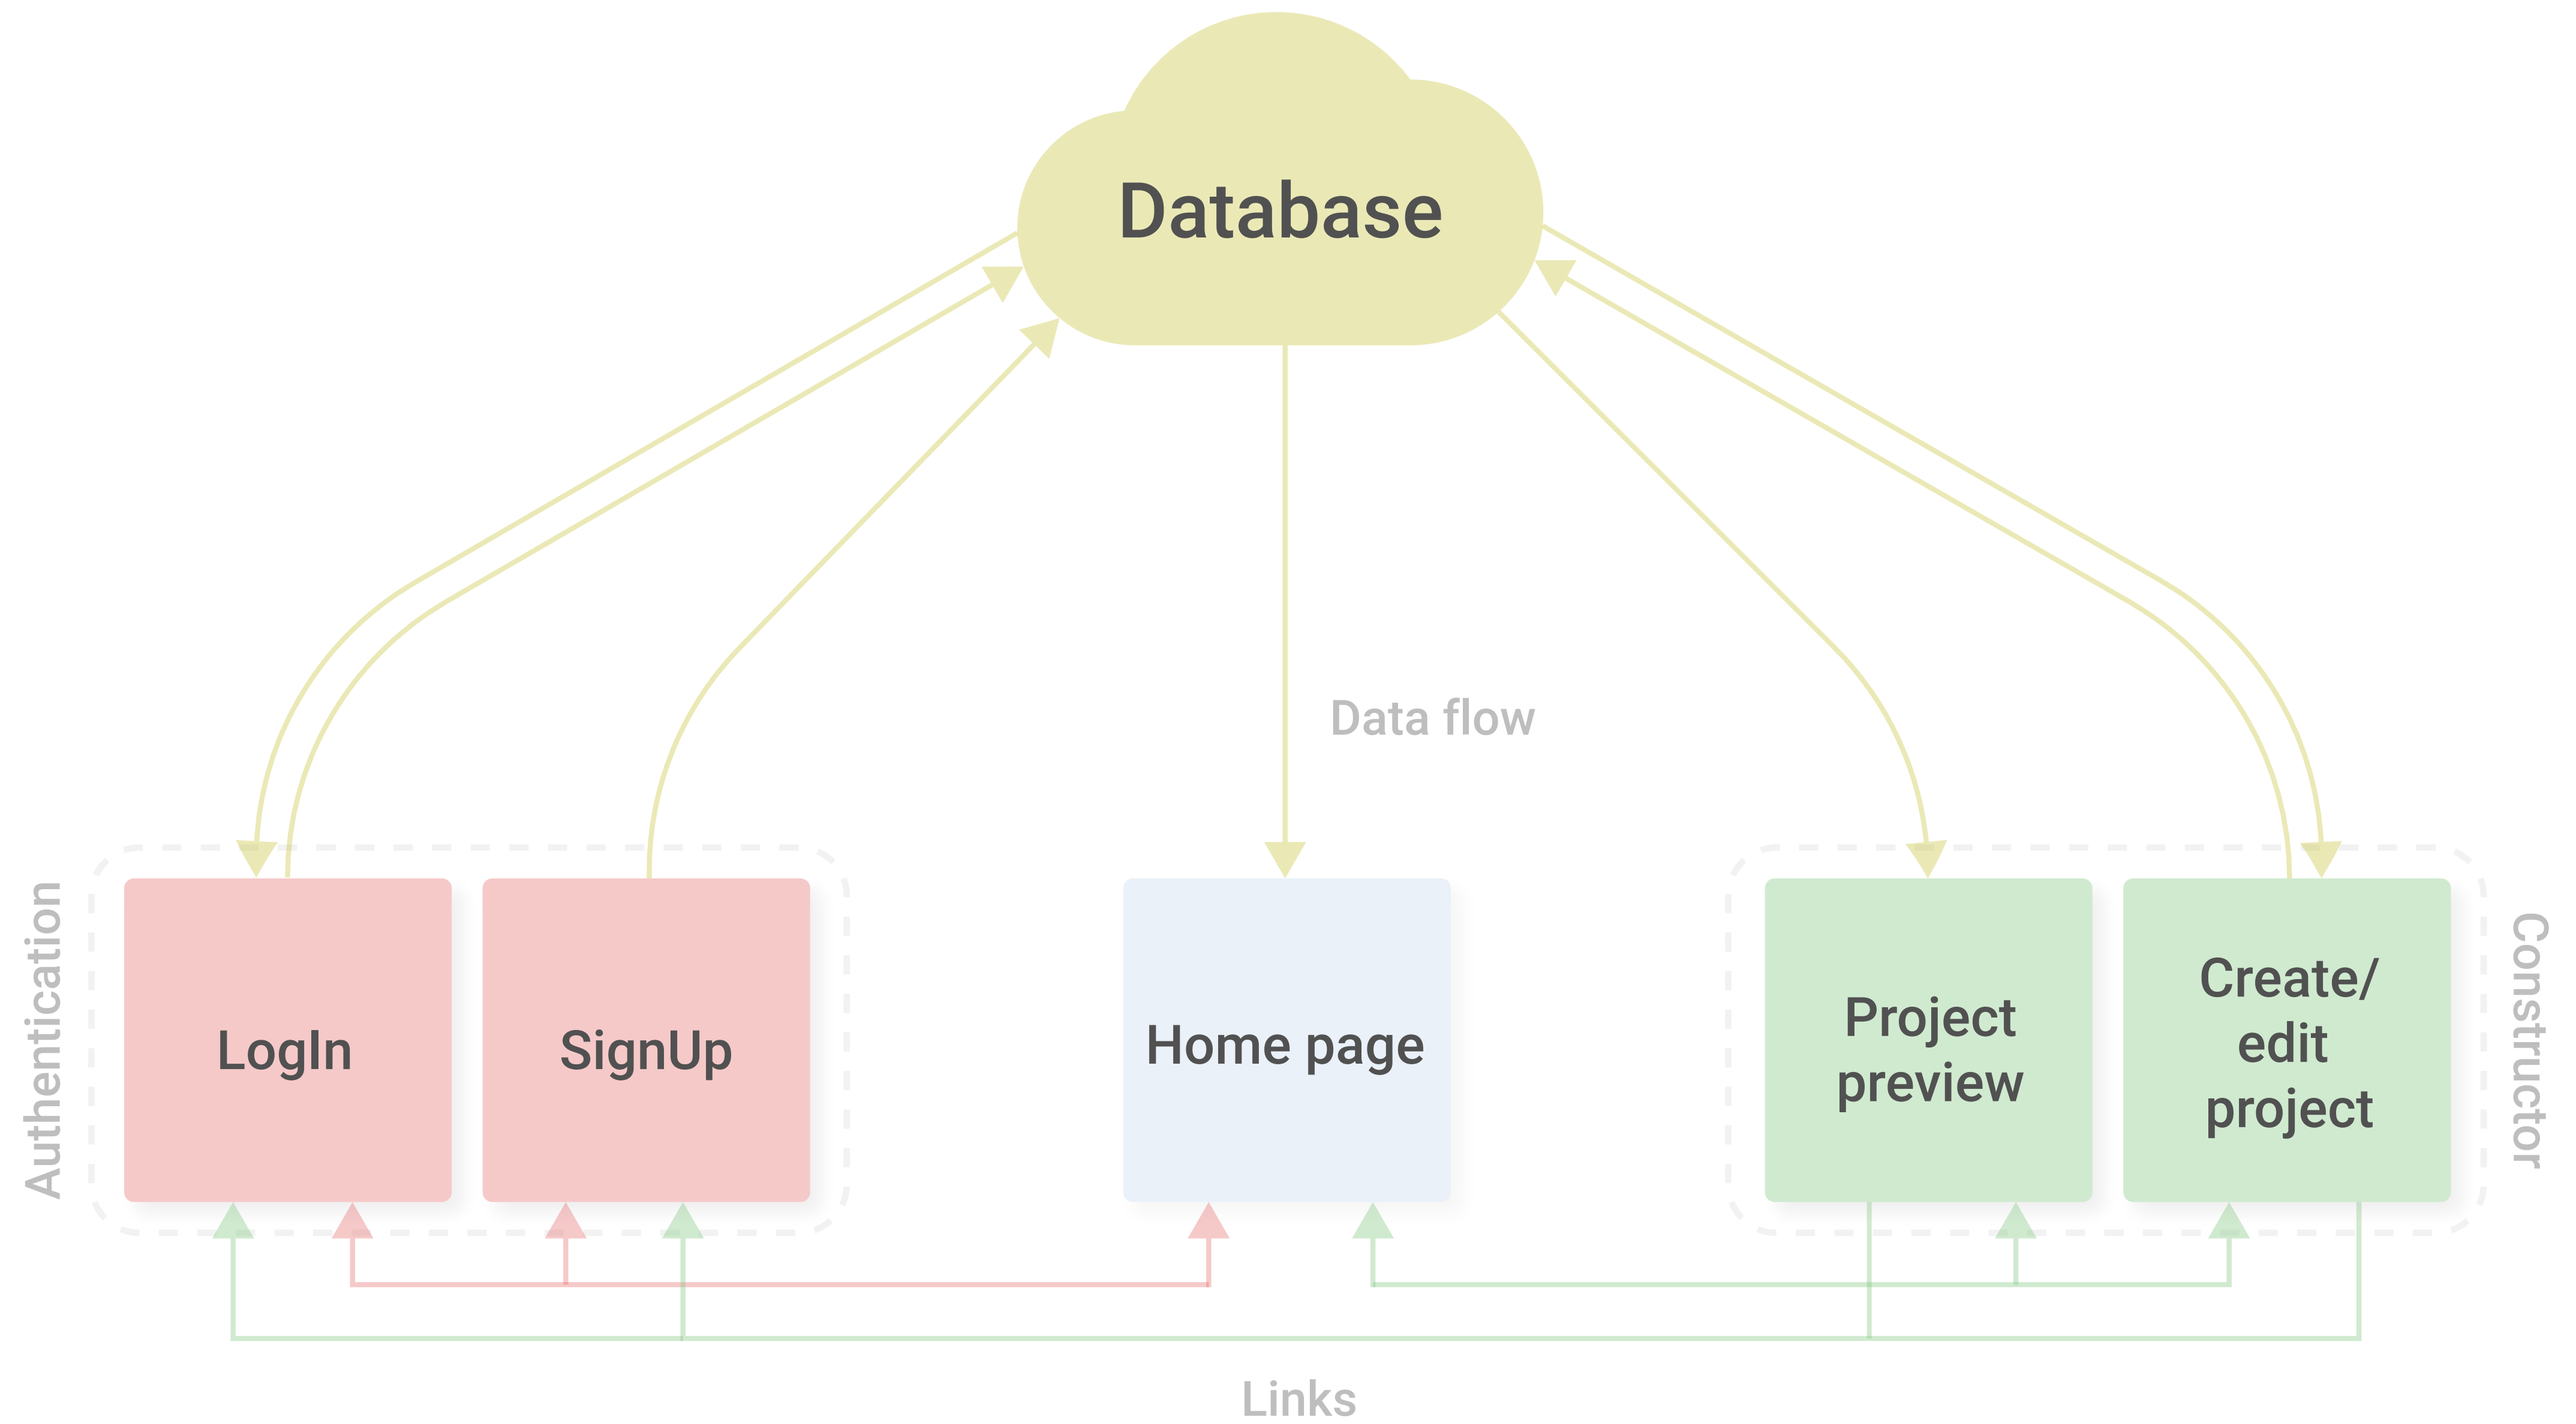 Database
Data flow
Authentication
LogIn
SignUp
Home page
Project
preview
Create/
edit
project
Constructor
Links